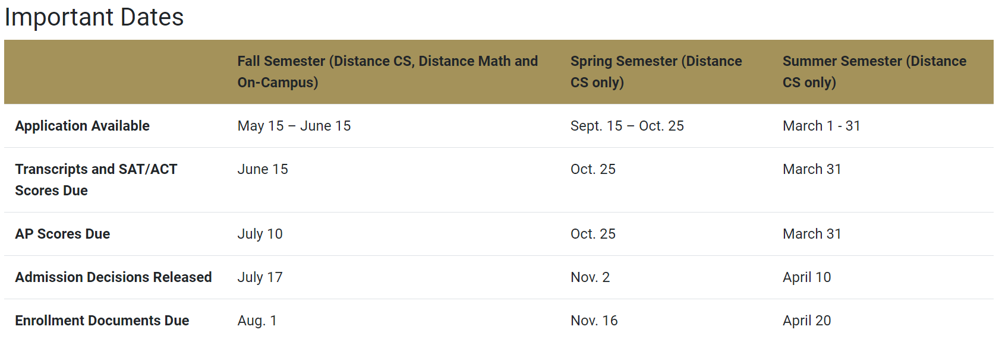 Important Dates
Fall Semester (Distance CS, Distance Math and
On-Campus)
Spring Semester (Distance
CS only)
Summer Semester (Distance
CS only)
Application Available
May 15 – June 15
Sept. 15 – Oct. 25
March 1 - 31
Transcripts and SAT/ACT
Scores Due
June 15
Oct. 25
March 31
AP Scores Due
July 10
Oct. 25
March 31
Admission Decisions Released
July 17
Nov. 2
April 10
Enrollment Documents Due
Aug. 1
Nov. 16
April 20